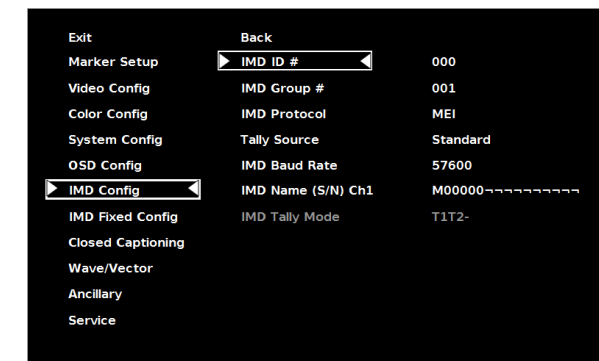 Exit Back
Marker Setup IMD ID # 000
Video Config IMD Group # 001
Color Config IMD Protocol MEI
System Config Tally Source Standard
OSD Config IMD Baud Rate 57600
IMD Config IMD Name (S/N) Ch1 M00000¬¬¬¬¬¬¬¬¬¬
IMD Fixed Config IMD Tally Mode T1T2-
Closed Captioning
Wave/Vector
Ancillary
Service